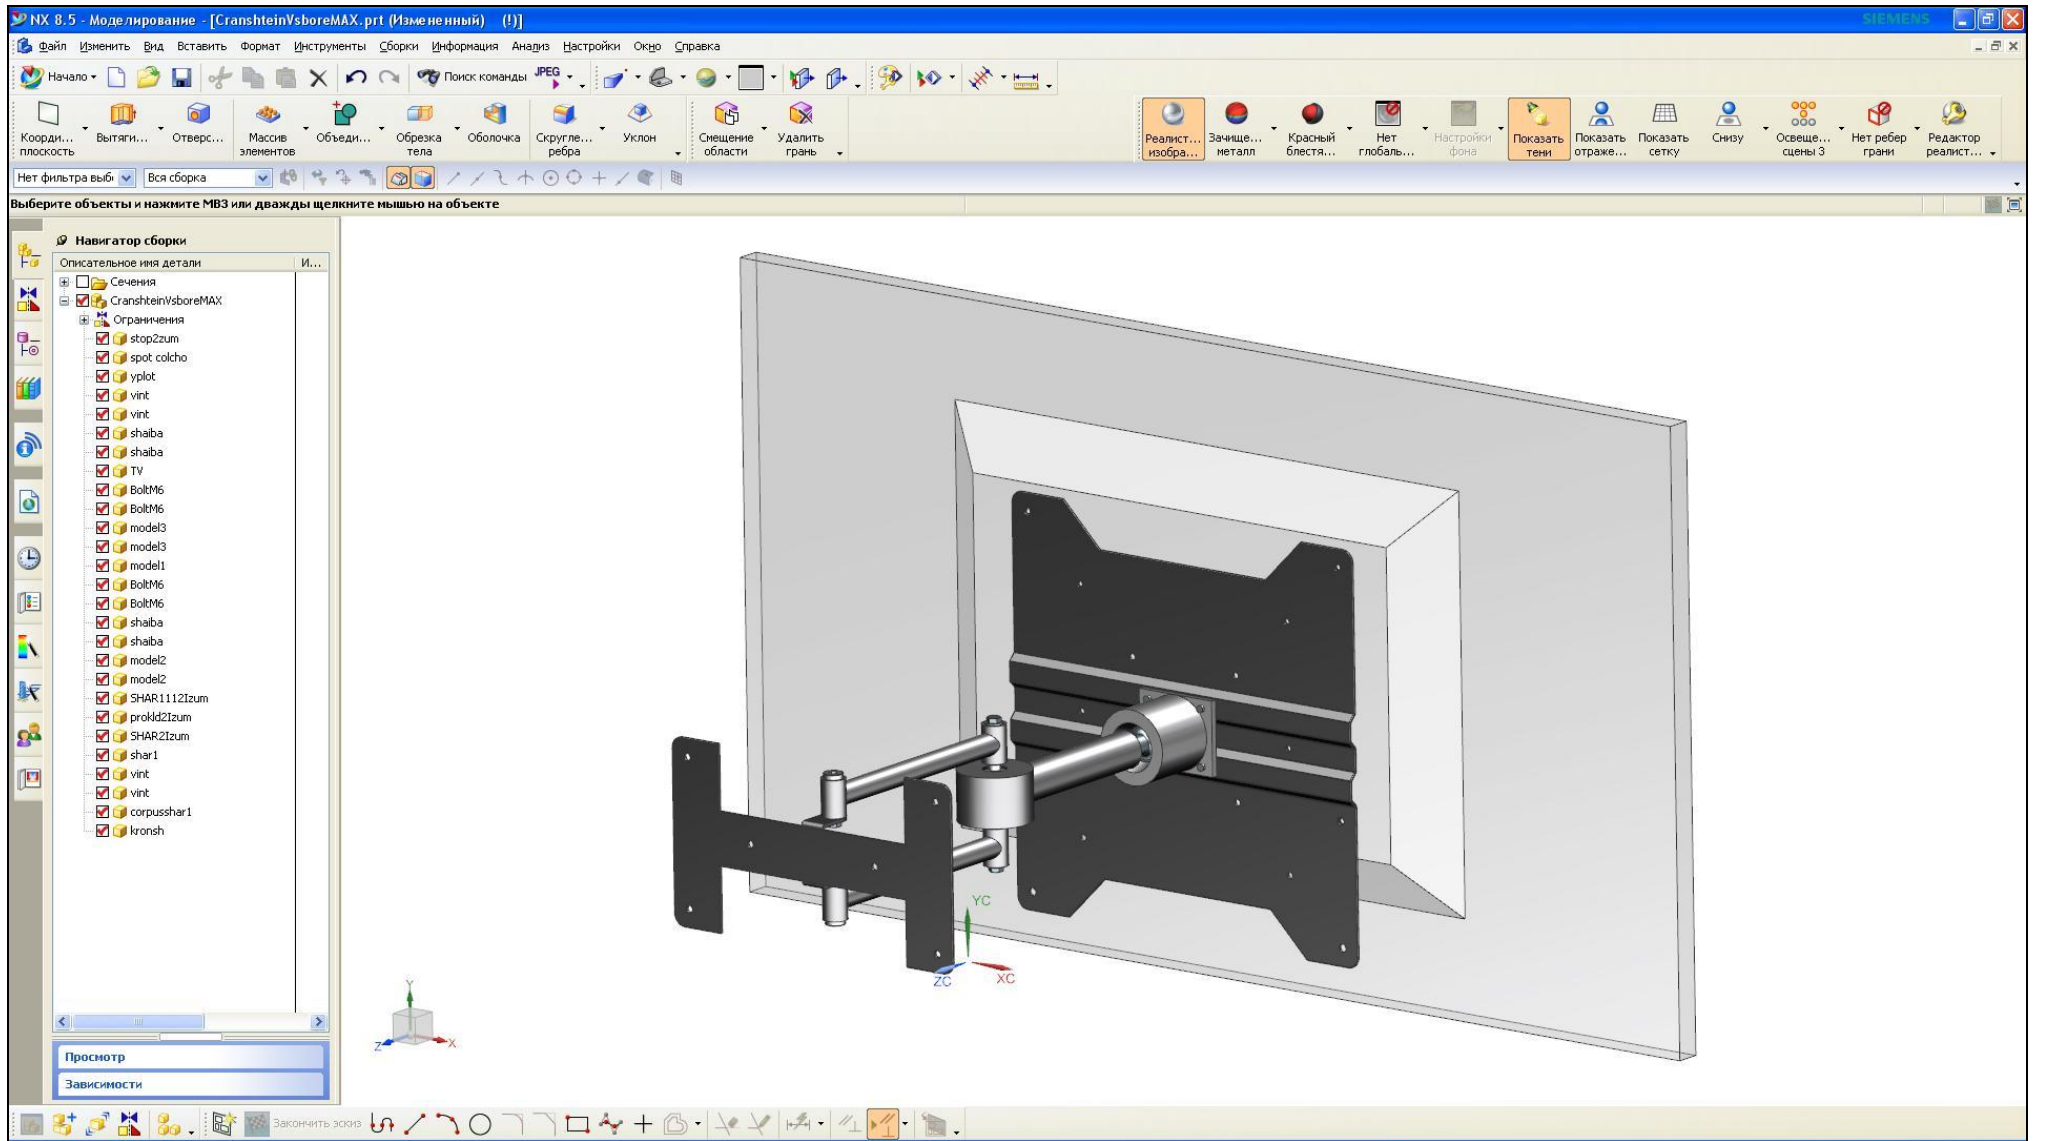 NX 8.5 - Моделирование - [CranshteinVsboreMAX.prt (Измененный) (!)]
SIEMENS
Файл Изменить Вид Вставить Формат Инструменты Сборки Информация Анализ Настройки Окно Справка
Начало Поиск команды JPEG
Коорди... плоскость
Вытяги...
Отверс...
Массив элементов
Объеди...
Обрезка тела
Оболочка
Скругле... ребра
Уклон
Смещение области
Удалить грань
Реалист... изобра...
Зачище... металл
Красный блестя...
Нет глобаль...
Настройки фона
Показать тени
Показать отраже...
Показать сетку
Снизу
Освеще... сцены 3
Нет ребер грани
Редактор реалист...
Нет фильтра выб Вся сборка
Выберите объекты и нажмите MB3 или дважды щелкните мышью на объекте
Навигатор сборки
Описательное имя детали И...
Сечения
CranshteinVsboreMAX
Ограничения
stop2zum
spot colcho
yplot
vint
vint
shaiba
shaiba
TV
BoltM6
BoltM6
model3
model3
model1
BoltM6
BoltM6
shaiba
shaiba
model2
model2
SHAR1112Izum
prokld2Izum
SHAR2Izum
shar1
vint
vint
corpusshar1
kronsh
YC
ZC
XC
Y
Z
X
Просмотр
Зависимости
Закончить эскиз